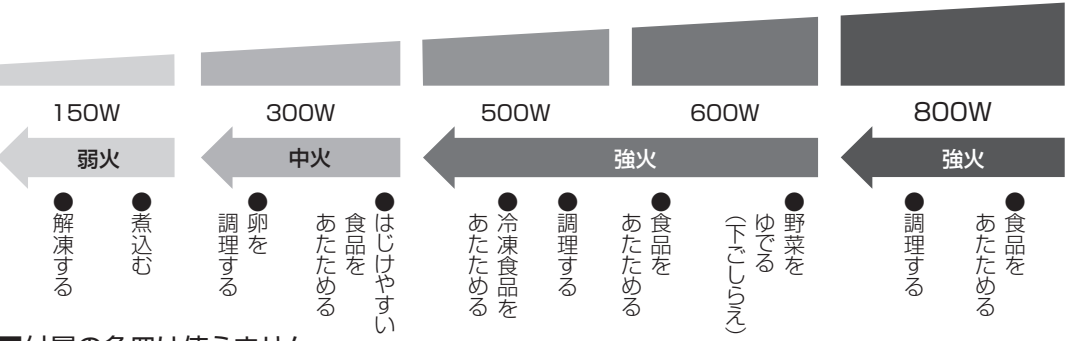 150W
300W
500W
600W
800W
弱火
中火
強火
強火
●食品を
あたためる
●調理する
●野菜を
ゆでる
（下ごしらえ）
●食品を
あたためる
●調理する
●冷凍食品を
あたためる
●はじけやすい
食品を
あたためる
●卵を
調理する
●煮込む
●解凍する